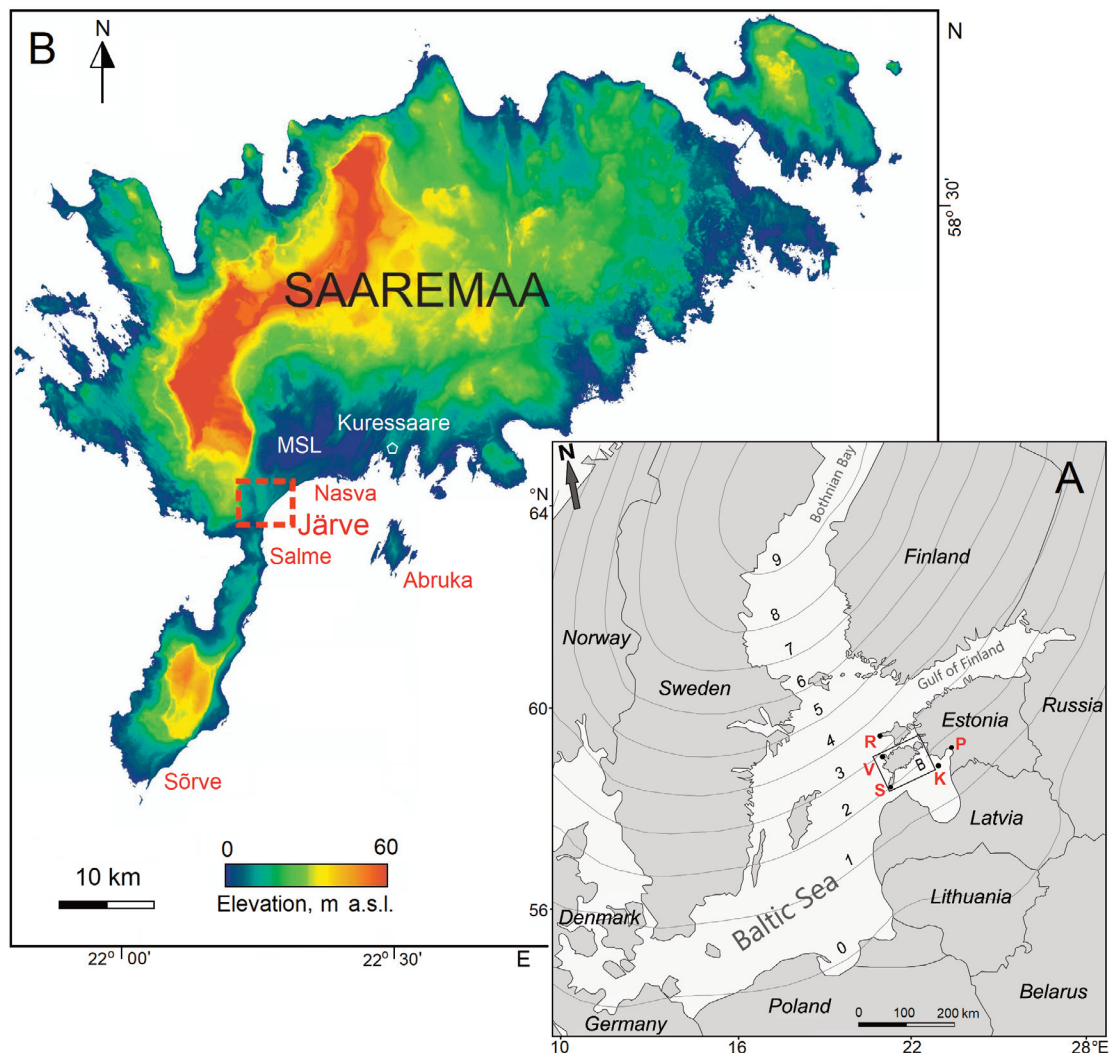 B
N
N
58° 30'
SAAREMAA
Kuressaare
MSL
Nasva
Järve
Salme
Abruka
Sõrve
0 60
Elevation, m a.s.l.
10 km
22° 00' 22° 30' E
A
N
°N
64
60
56
Bothnian Bay
Finland
Norway
Sweden
Gulf of Finland
Russia
Estonia
Latvia
Lithuania
Belarus
Poland
Germany
Denmark
Baltic Sea
9
8
7
6
5
4
3
2
1
0
R
V
S
B
P
K
0 100 200 km
10 16 22 28 °E